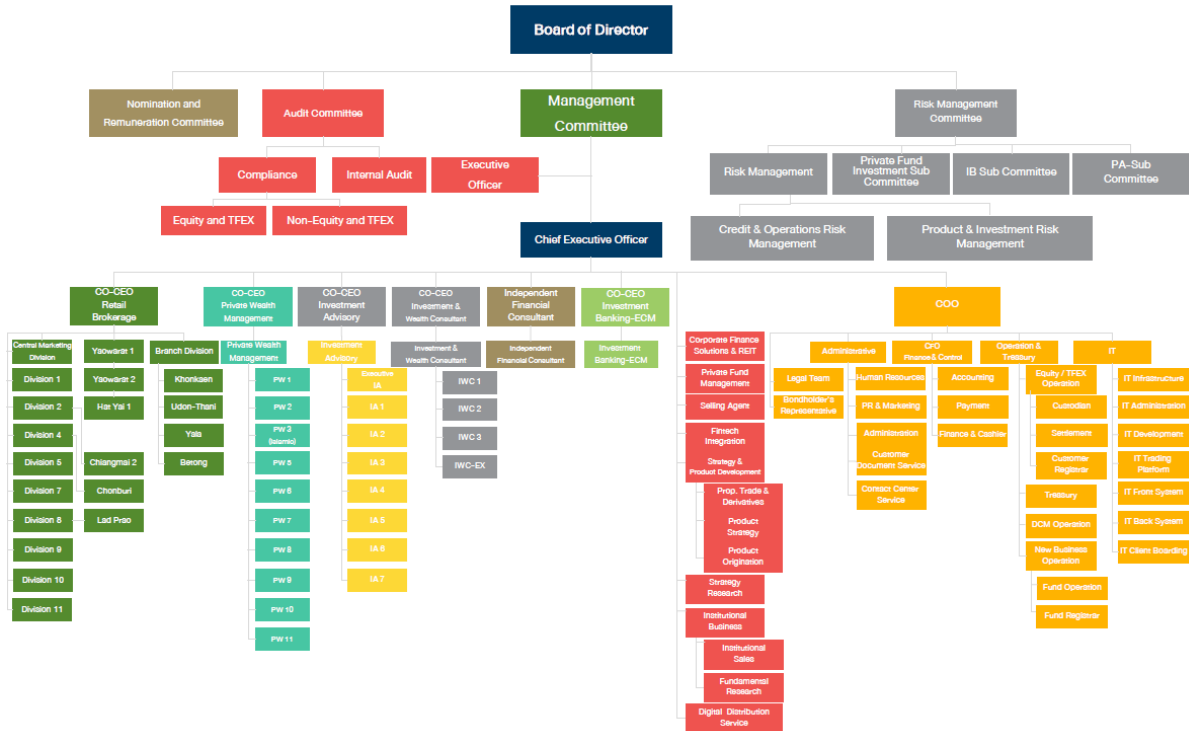 Board of Director
Nomination and
Remuneration Committee
Audit Committee
Management
Committee
Risk Management
Committee
Compliance
Internal Audit
Executive
Officer
Risk Management
Private Fund
Investment Sub
Committee
IB Sub Committee
PA-Sub
Committee
Equity and TFEX
Non-Equity and TFEX
Credit & Operations Risk
Management
Product & Investment Risk
Management
Chief Executive Officer
CO-CEO
Retail
Brokerage
CO-CEO
Private Wealth
Management
CO-CEO
Investment
Advisory
CO-CEO
Investment &
Wealth Consultant
Independent
Financial
Consultant
CO-CEO
Investment
Banking-ECM
COO
Central Marketing
Division
Division 1
Division 2
Division 4
Division 5
Division 7
Division 8
Division 9
Division 10
Division 11
Yaowarat 1
Yaowarat 2
Hat Yai 1
Chiangmai 2
Chonburi
Lad Prao
Branch Division
Khonkaen
Udon-Thani
Yala
Betong
Private Wealth
Management
PW 1
PW 2
PW 3
(Islamic)
PW 5
PW 6
PW 7
PW 8
PW 9
PW 10
PW 11
Investment
Advisory
Executive
IA
IA 1
IA 2
IA 3
IA 4
IA 5
IA 6
IA 7
Investment &
Wealth Consultant
IWC 1
IWC 2
IWC 3
IWC-EX
Independent
Financial Consultant
Investment
Banking-ECM
Corporate Finance
Solutions & REIT
Private Fund
Management
Selling Agent
Fintech
Integration
Strategy &
Product Development
Prop. Trade &
Derivatives
Product
Strategy
Product
Origination
Strategy
Research
Institutional
Business
Institutional
Sales
Fundamental
Research
Digital Distribution
Service
Administrative
Legal Team
Bondholder's
Representative
Human Resources
PR & Marketing
Administration
Customer
Document Service
Contact Center
Service
CFO
Finance & Control
Accounting
Payment
Finance & Cashier
Operation &
Treasury
Equity / TFEX
Operation
Custodian
Settlement
Customer
Registrar
Treasury
DCM Operation
New Business
Operation
Fund Operation
Fund Registrar
IT
IT Infrastructure
IT Administration
IT Development
IT Trading
Platform
IT Front System
IT Back System
IT Client Boarding